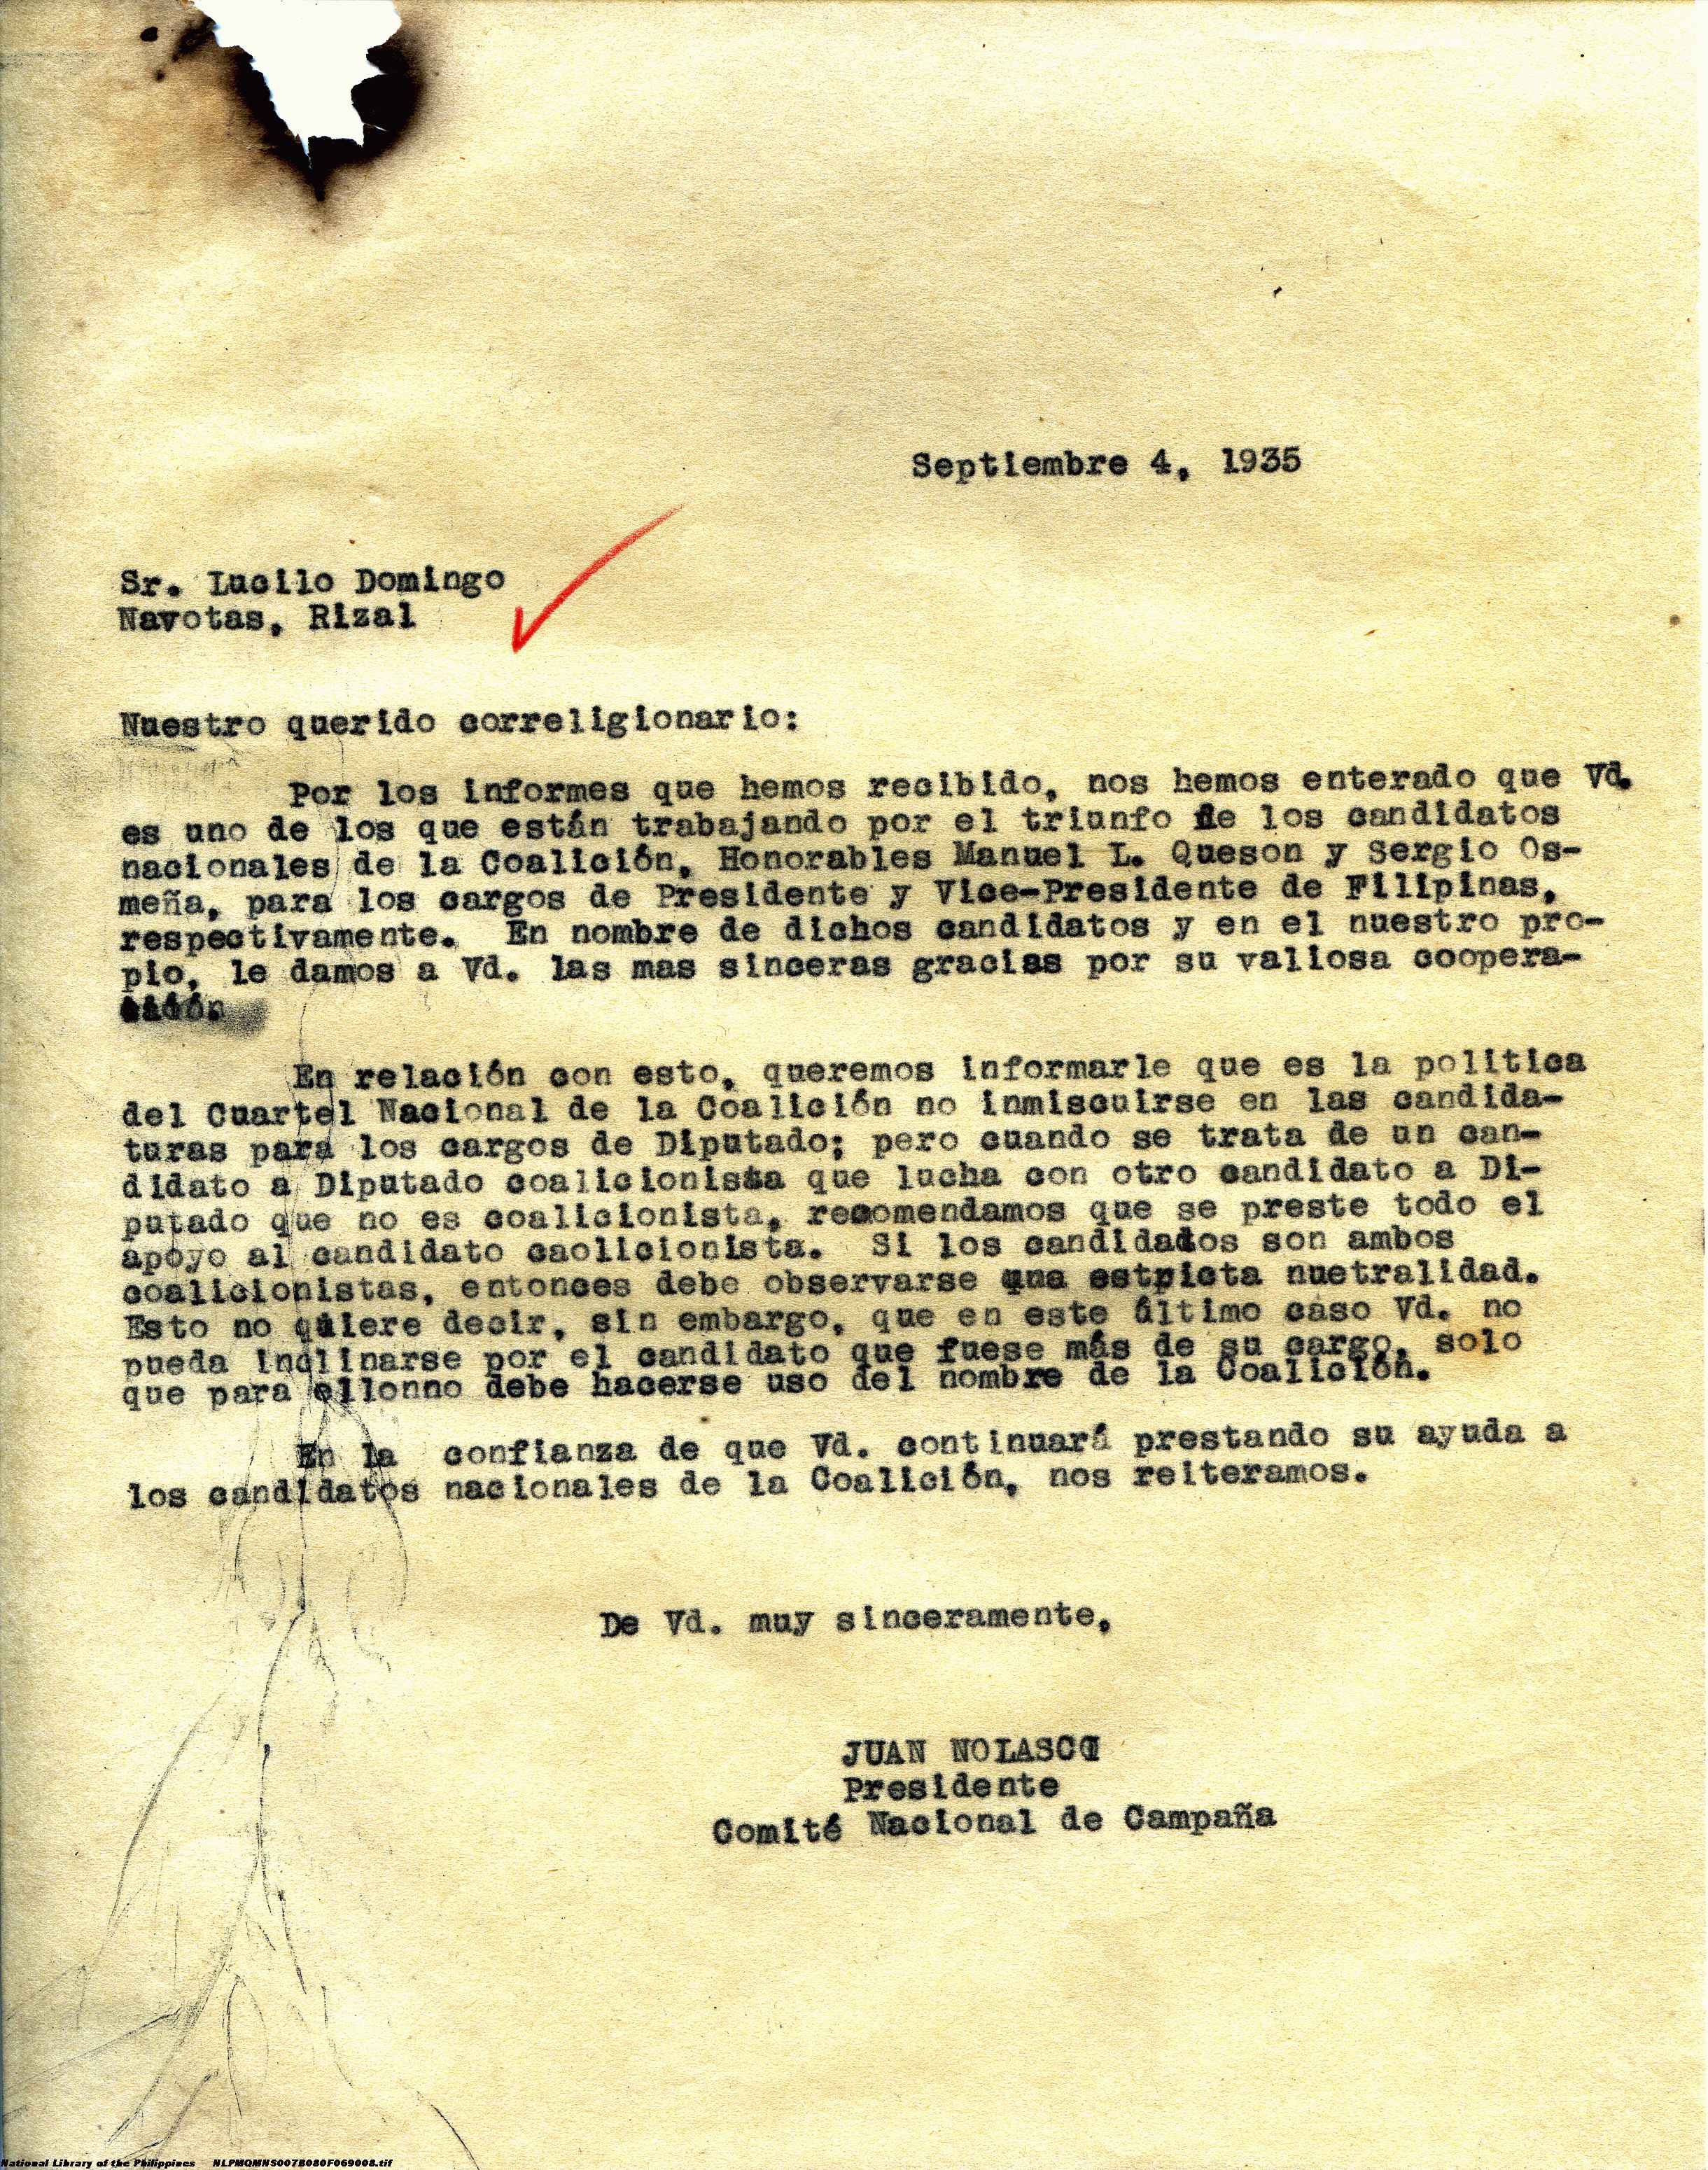 Septiembre 4, 1935
Sr. Lucilo Domingo
Navotas, Rizal
Nuestro querido correligionario:
Por los informes que hemos recibido, nos hemos enterado que Vd.
es uno de los que están trabajando por el triunfo de los candidatos
nacionales de la Coalición, Honorables Manuel L. Queson y Sergio Os-
meña, para los cargos de Presidente y Vice-Presidente de Filipinas,
respectivamente. En nombre de dichos candidatos y en el nuestro pro-
pio, le damos a Vd. las mas sinceras gracias por su valiosa coopera-
ción.
En relación con esto, queremos informarle que es la politica
del Cuartel Nacional de la Coalición no inmiscuirse en las candida-
turas para los cargos de Diputado; pero cuando se trata de un can-
didato a Diputado coalicionista que lucha con otro candidato a Di-
putado que no es coalicionista, recomendamos que se preste todo el
apoyo al candidato caolicionista. Si los candidados son ambos
coalicionistas, entonces debe observarse una estricta nuetralidad.
Esto no quiere decir, sin embargo, que en este último caso Vd. no
pueda inclinarse por el candidato que fuese más de su cargo, solo
que para ellonno debe hacerse uso del nombre de la Coalición.
En la confianza de que Vd. continuará prestando su ayuda a
los candidatos nacionales de la Coalición, nos reiteramos.
De Vd. muy sinceramente,
JUAN NOLASCO
Presidente
Comité Nacional de Campaña
National Library of the Philippines NLPMQMNS007B080F069008.tif